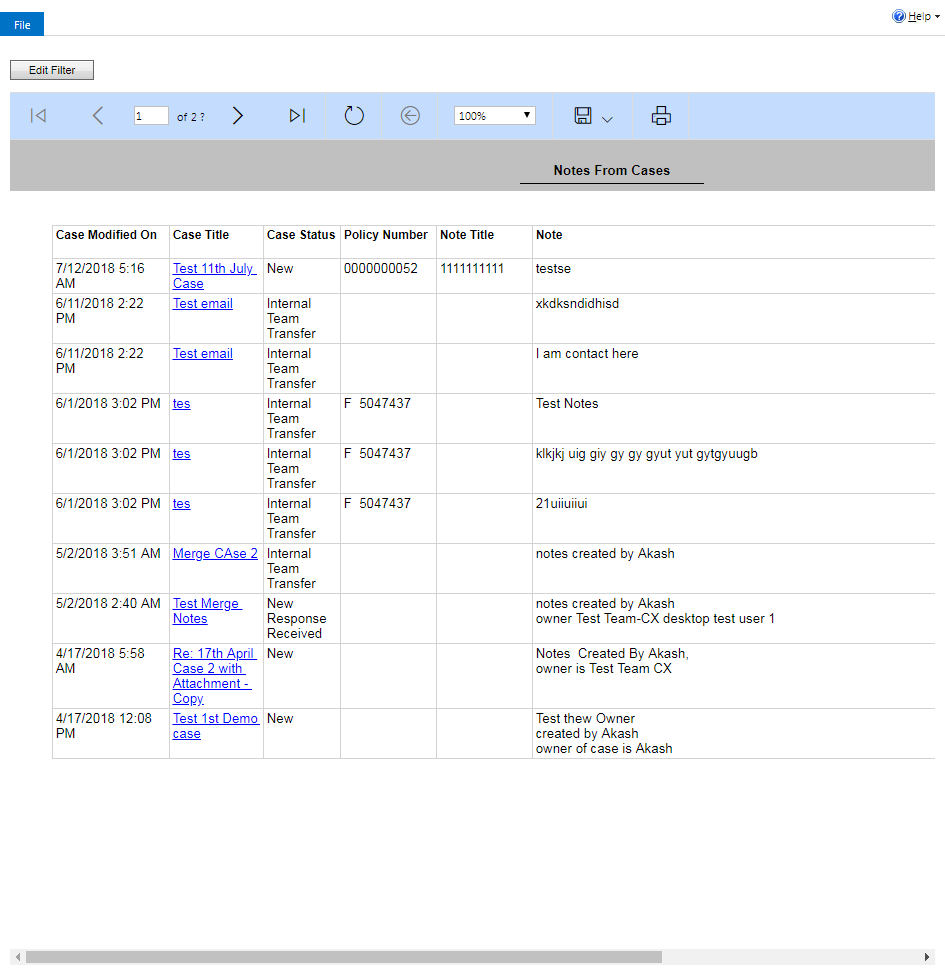 File
Help
Edit Filter
1 of 2 ? 100%
Notes From Cases
Case Modified On Case Title Case Status Policy Number Note Title Note
7/12/2018 5:16 Test 11th July New 0000000052 1111111111 testse
AM Case
6/11/2018 2:22 Test email Internal xkdksndidhisd
PM Team
Transfer
6/11/2018 2:22 Test email Internal I am contact here
PM Team
Transfer
6/1/2018 3:02 PM tes Internal F 5047437 Test Notes
Team
Transfer
6/1/2018 3:02 PM tes Internal F 5047437 klkjkj uig giy gy gy gyut yut gytgyuugb
Team
Transfer
6/1/2018 3:02 PM tes Internal F 5047437 21uiiuiiui
Team
Transfer
5/2/2018 3:51 AM Merge CAse 2 Internal notes created by Akash
Team
Transfer
5/2/2018 2:40 AM Test Merge New notes created by Akash
Notes Response owner Test Team-CX desktop test user 1
Received
4/17/2018 5:58 Re: 17th April New Notes Created By Akash,
AM Case 2 with owner is Test Team CX
Attachment -
Copy
4/17/2018 12:08 Test 1st Demo New Test thew Owner
PM case created by Akash
owner of case is Akash